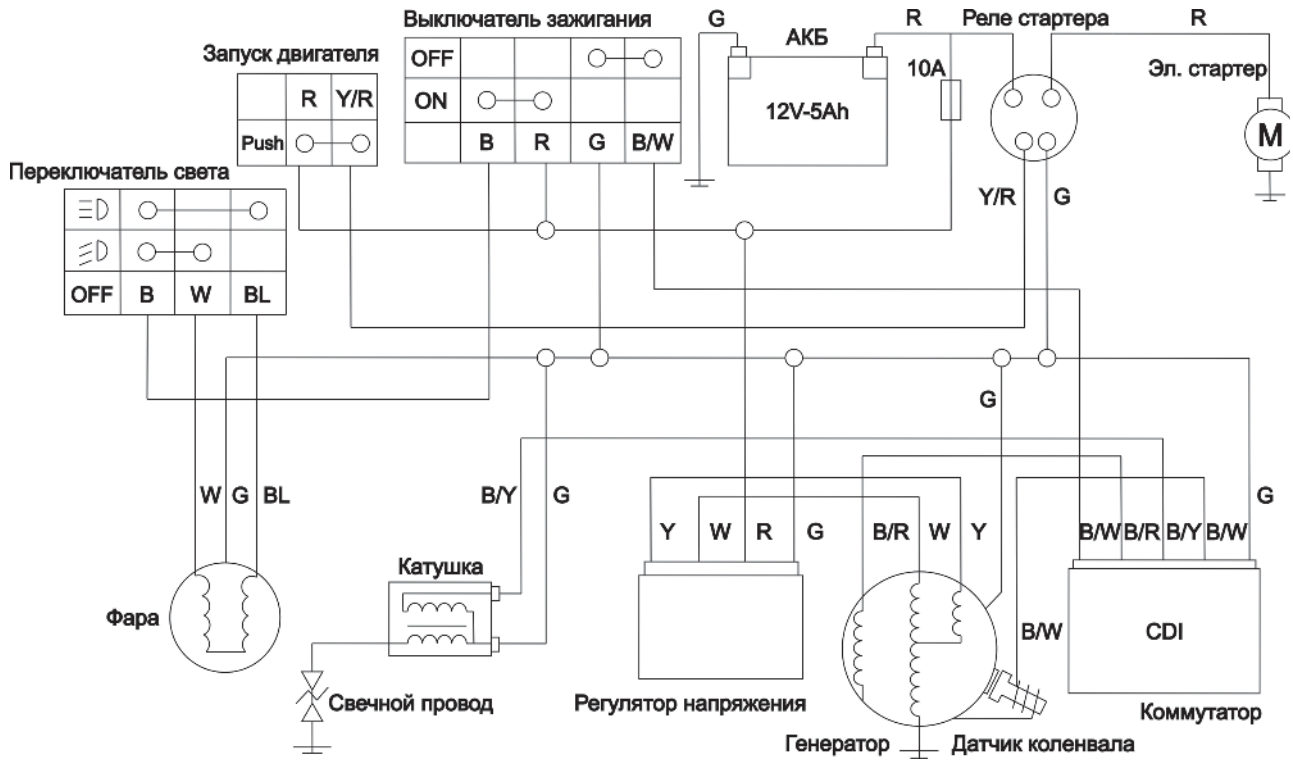 Выключатель зажигания
G
R
Реле стартера
R
АКБ
Запуск двигателя
OFF
10A
Эл. стартер
R Y/R
ON
12V-5Ah
Push
B R G B/W
M
Переключатель света
Y/R G
OFF B W BL
G
W G BL
B/Y G
G
Y W R G B/R W Y
B/W B/R B/Y B/W
Катушка
Фара
B/W
CDI
Свечной провод
Регулятор напряжения
Коммутатор
Генератор
Датчик коленвала